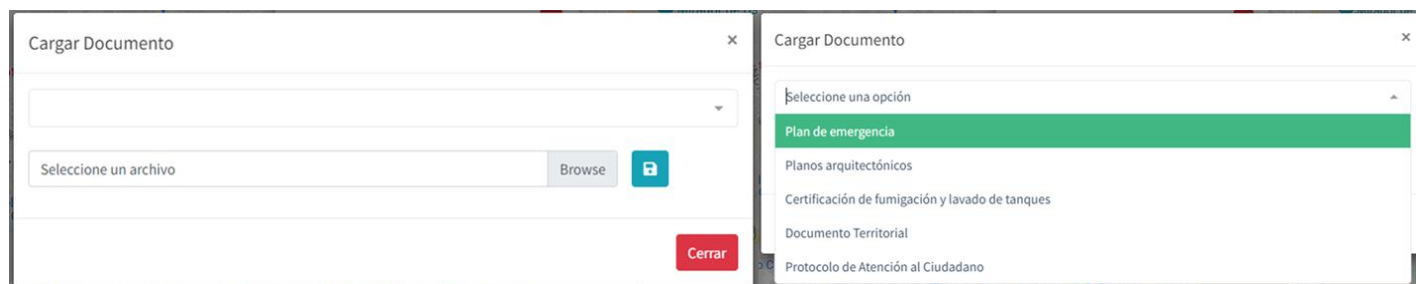 Cargar Documento
×
Seleccione un archivo
Browse
Cerrar
Cargar Documento
×
Seleccione una opción
Plan de emergencia
Planos arquitectónicos
Certificación de fumigación y lavado de tanques
Documento Territorial
Protocolo de Atención al Ciudadano